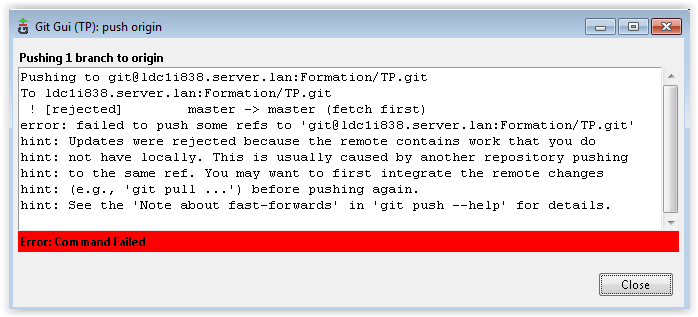 Git Gui (TP): push origin
Pushing 1 branch to origin
Pushing to git@ldc1i838.server.lan:Formation/TP.git
To ldc1i838.server.lan:Formation/TP.git
 ! [rejected]        master -> master (fetch first)
error: failed to push some refs to 'git@ldc1i838.server.lan:Formation/TP.git'
hint: Updates were rejected because the remote contains work that you do
hint: not have locally. This is usually caused by another repository pushing
hint: to the same ref. You may want to first integrate the remote changes
hint: (e.g., 'git pull ...') before pushing again.
hint: See the 'Note about fast-forwards' in 'git push --help' for details.
Error: Command Failed
Close